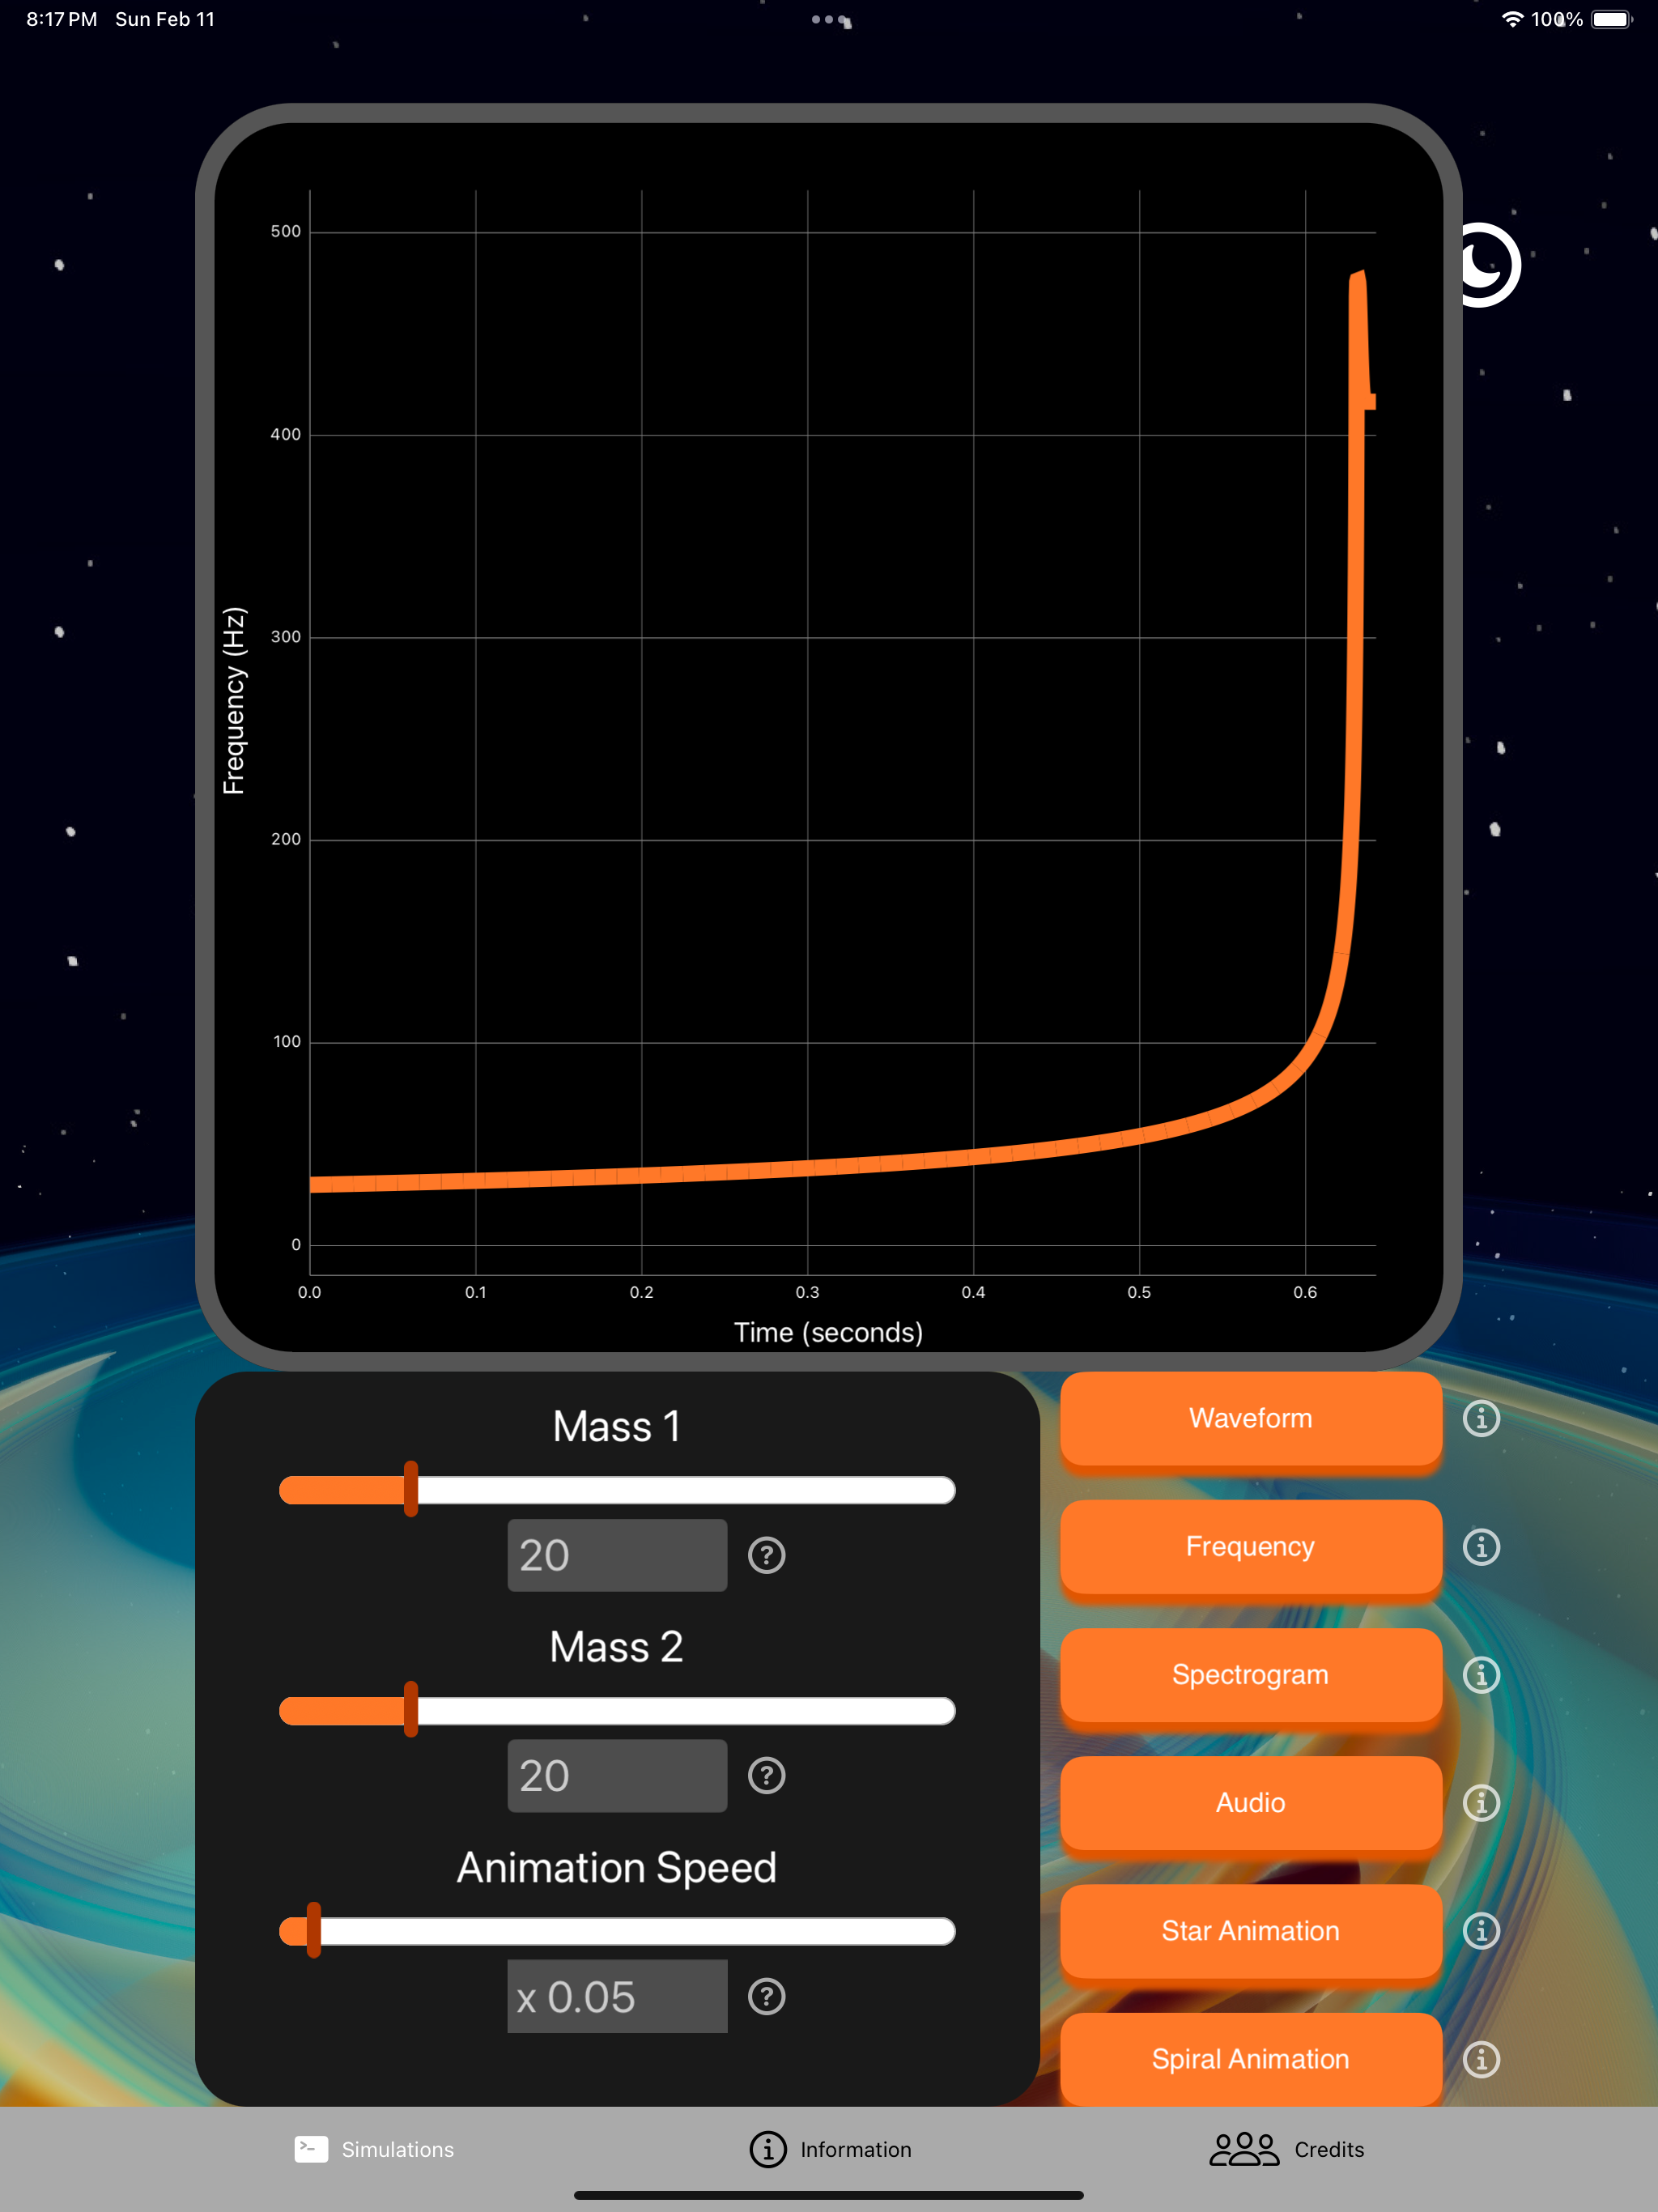 8:17 PM Sun Feb 11
100%
500
400
300
200
100
0
Frequency (Hz)
0.0 0.1 0.2 0.3 0.4 0.5 0.6
Time (seconds)
Mass 1
20
?
Mass 2
20
?
Animation Speed
x 0.05
?
Waveform
Frequency
Spectrogram
Audio
Star Animation
Spiral Animation
Simulations
Information
Credits